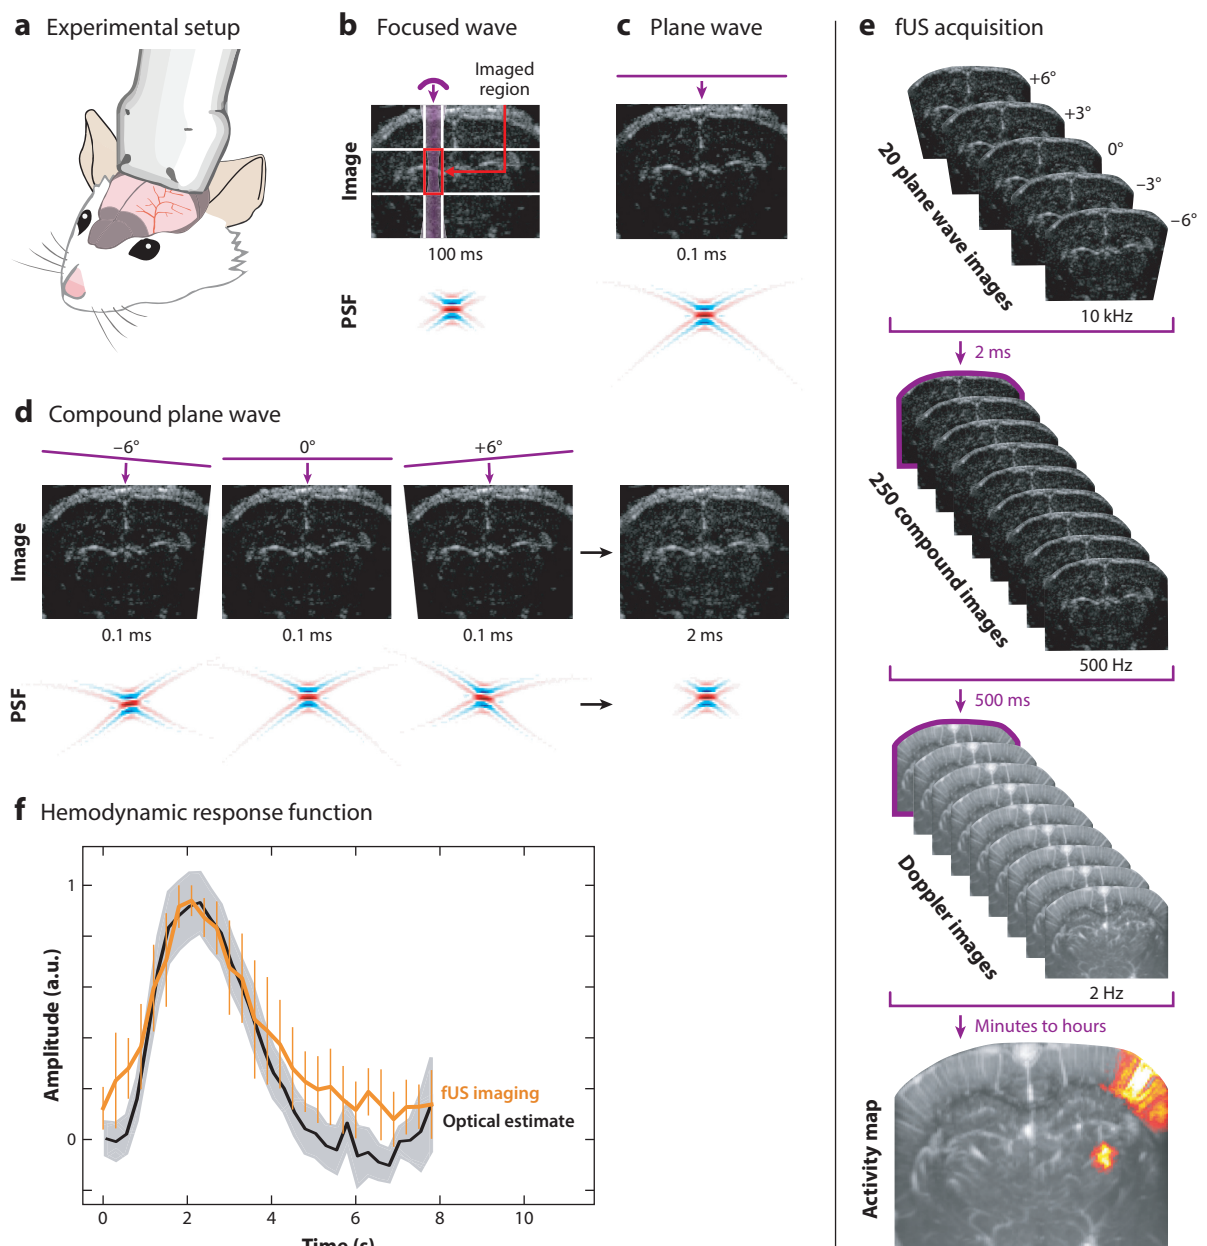 a Experimental setup
b Focused wave
Imaged
region
Image
100 ms
PSF
c Plane wave
0.1 ms
d Compound plane wave
−6°
0°
+6°
Image
0.1 ms
0.1 ms
0.1 ms
2 ms
PSF
e fUS acquisition
+6°
+3°
0°
−3°
−6°
20 plane wave images
10 kHz
2 ms
250 compound images
500 Hz
500 ms
Doppler images
2 Hz
Minutes to hours
Activity map
f Hemodynamic response function
Amplitude (a.u.)
1
0
fUS imaging
Optical estimate
0 2 4 6 8 10
Time (s)